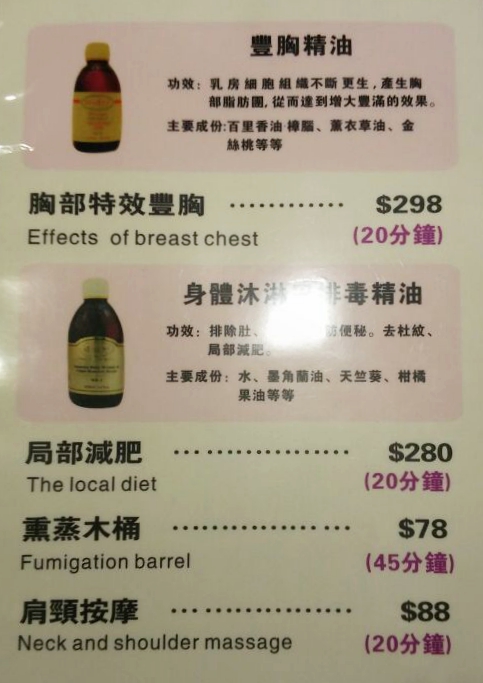 豐胸精油
功效：乳房細胞組織不斷更生，產生胸
部脂肪團，從而達到增大豐滿的效果。
主要成份：百里香油樟腦、薰衣草油、金
絲桃等等
胸部特效豐胸 ............ $298
Effects of breast chest (20分鐘)
身體沐淋 排毒精油
功效：排除肚、 防便秘。去杜紋、
局部減肥。
主要成份：水、墨角蘭油、天竺葵、柑橘
果油等等
局部減肥 ... ............... $280
The local diet (20分鐘)
熏蒸木桶 ............... ... $78
Fumigation barrel (45分鐘)
肩頸按摩 ... ............... $88
Neck and shoulder massage (20分鐘)